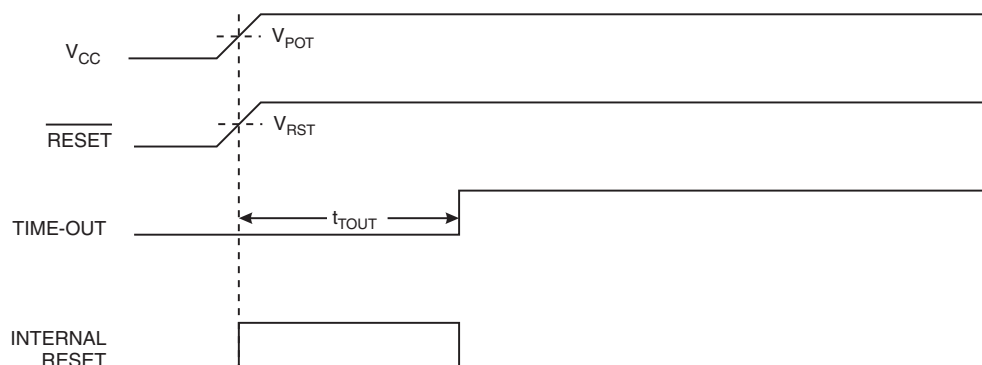 V_CC
V_POT
RESET
V_RST
TIME-OUT
t_TOUT
INTERNAL
RESET